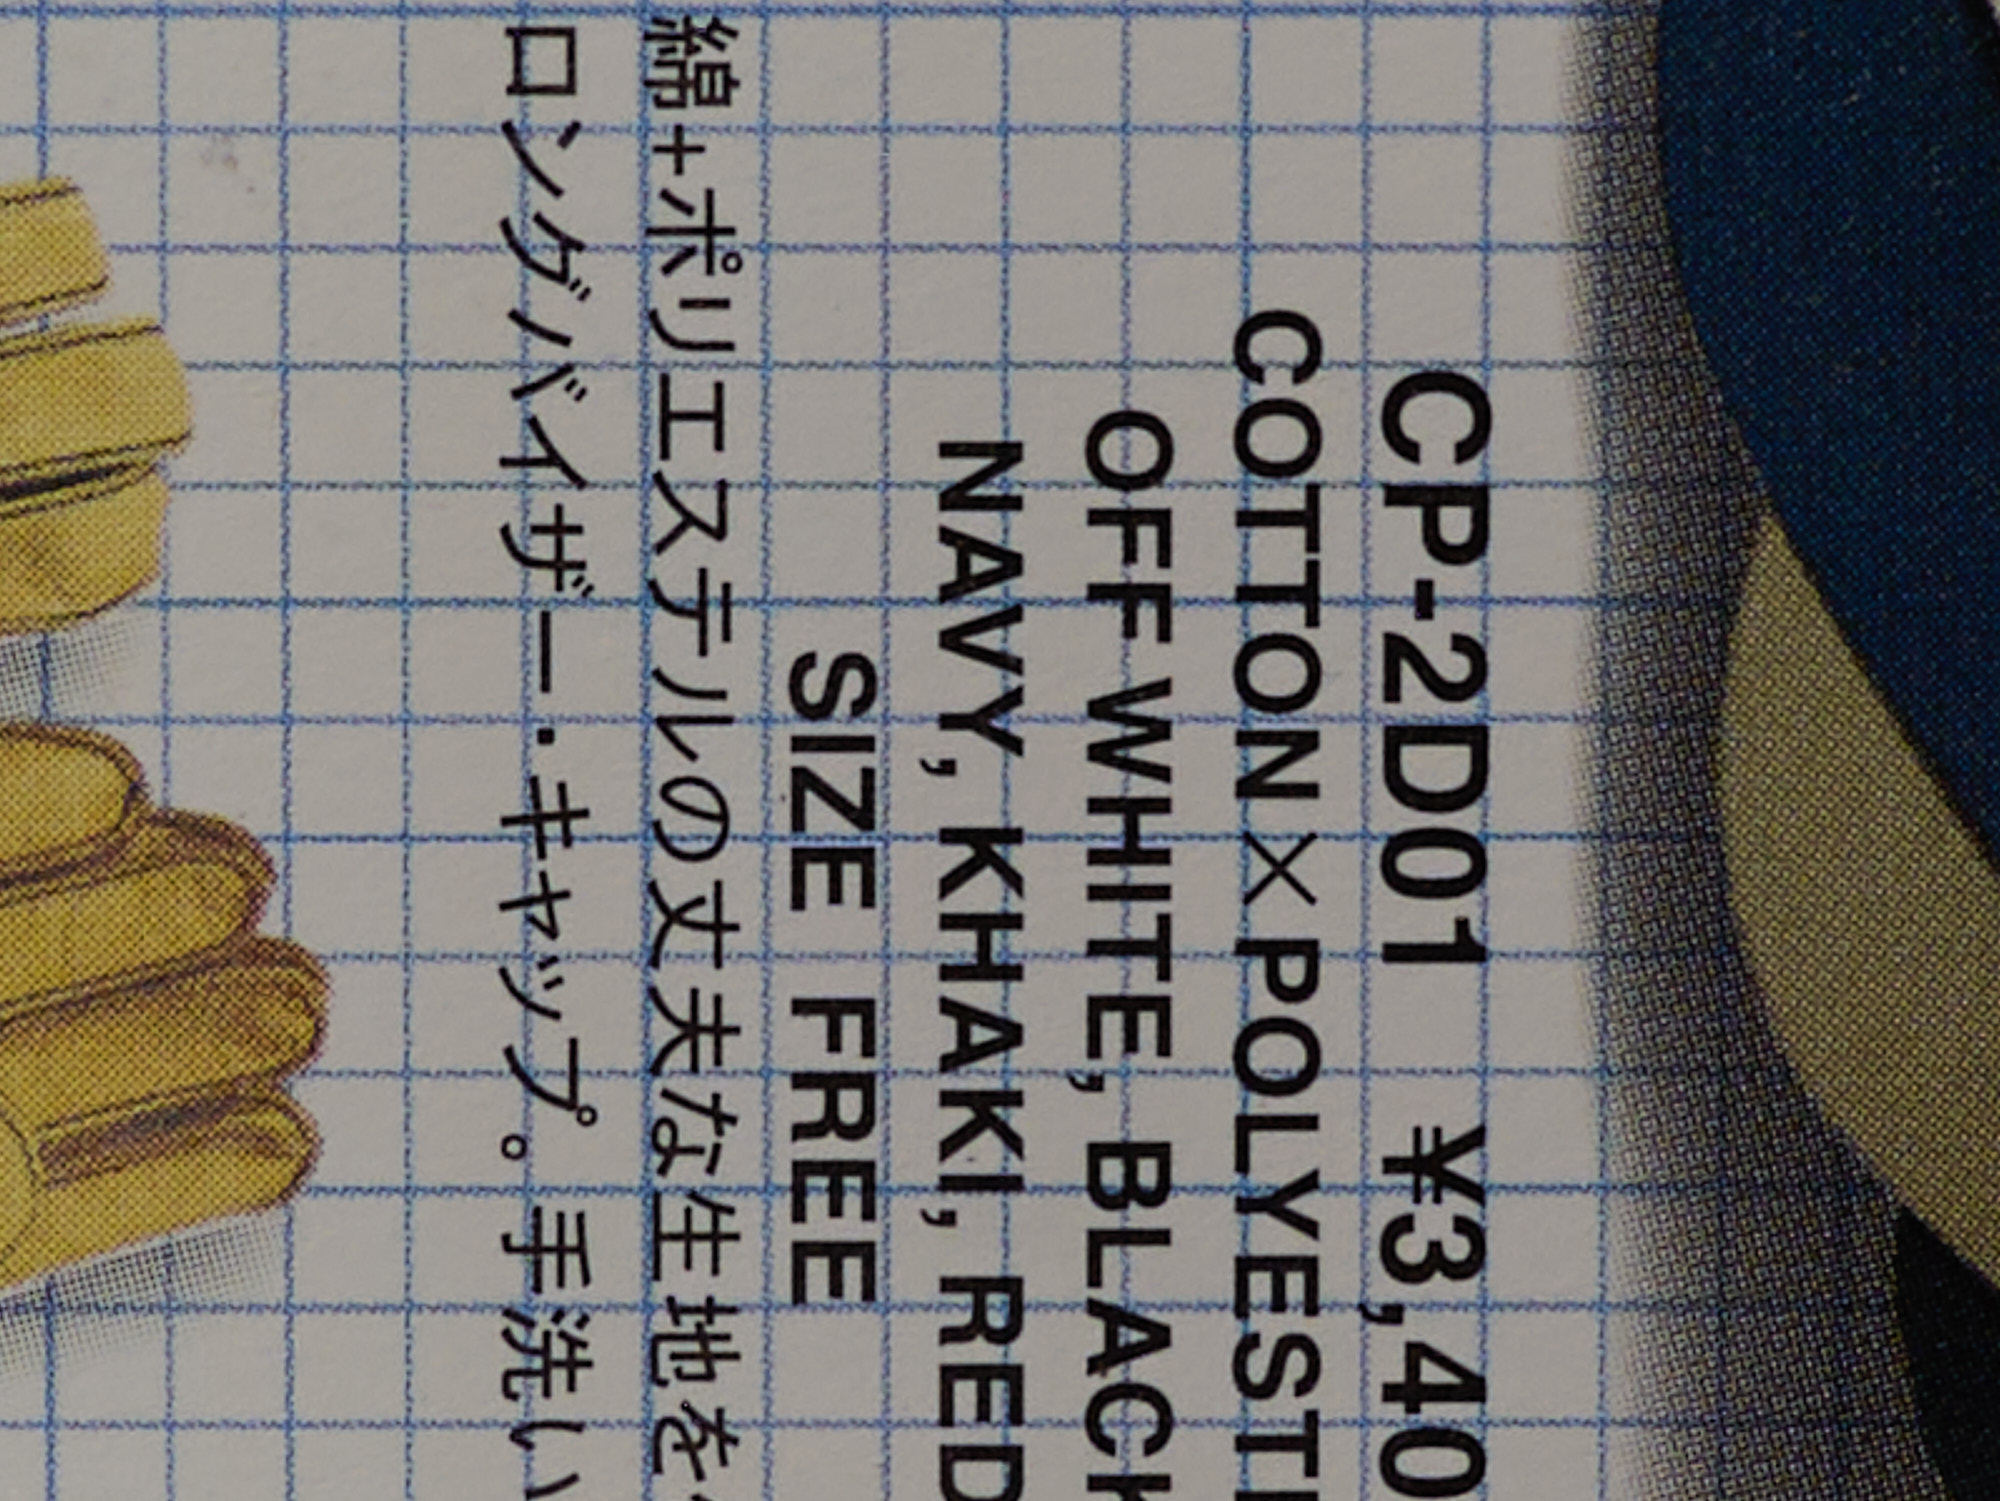 CP-2D01 ¥3,40
COTTON×POLYEST
OFF WHITE, BLACK
NAVY, KHAKI, RED
SIZE FREE
綿+ポリエステルの丈夫な生地を
ロングバイザー・キャップ。手洗い